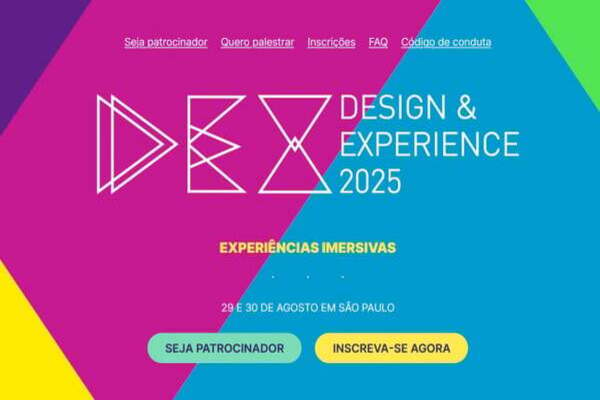 Seja patrocinador Quero palestrar Inscrições FAQ Código de conduta
DEX
DESIGN &
EXPERIENCE
2025
EXPERIÊNCIAS IMERSIVAS
. . .
29 E 30 DE AGOSTO EM SÃO PAULO
SEJA PATROCINADOR INSCREVA-SE AGORA